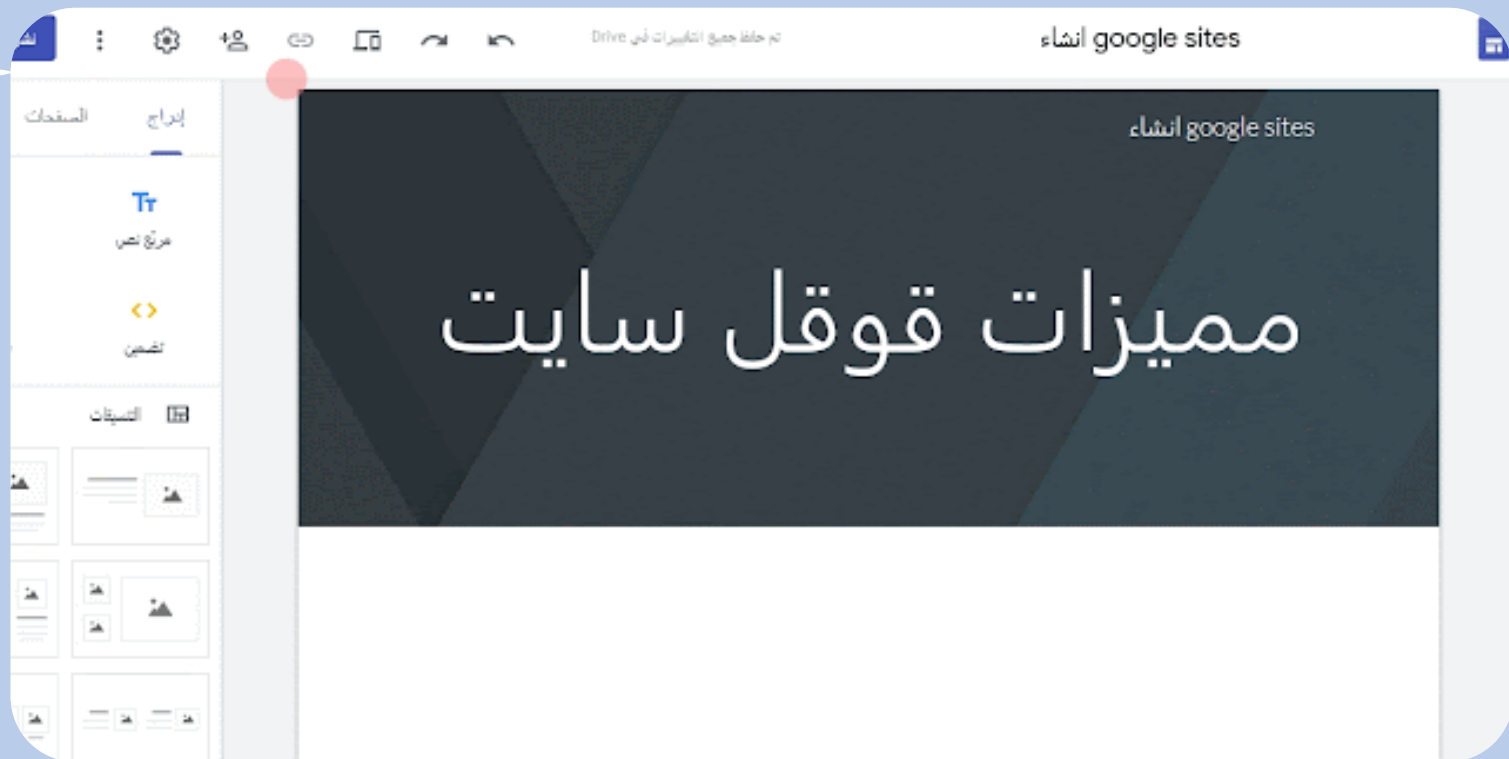 انشاء google sites
تم حفظ جميع التغييرات في Drive
إدراج
الصفحات
مربّع نص
تضمين
التنسيقات
انشاء google sites
مميزات قوقل سايت